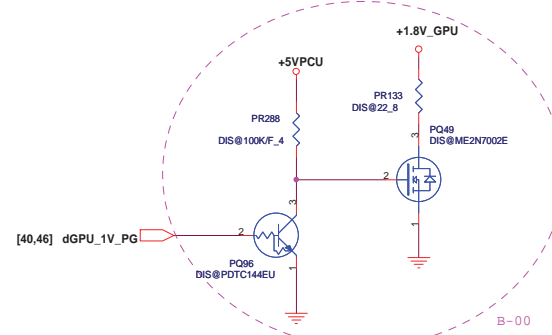 +1.8V_GPU
+5VPCU
PR133
DIS@22_8
PR288
DIS@100K/F_4
3
PQ49
DIS@ME2N7002E
2
3
1
[40,46] dGPU_1V_PG
2
PQ96
DIS@PDTC144EU
1
B-00